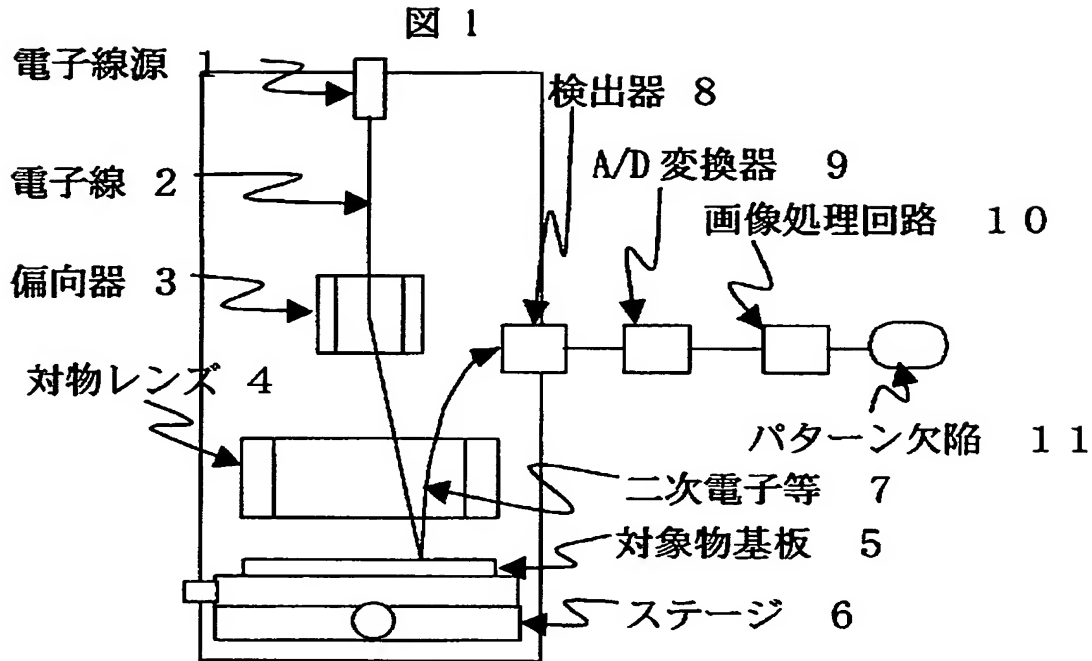 図 1
電子線源 1
検出器 8
A/D 変換器 9
電子線 2
画像処理回路 １０
偏向器 3
対物レンズ 4
パターン欠陥 １１
二次電子等 7
対象物基板 5
ステージ 6